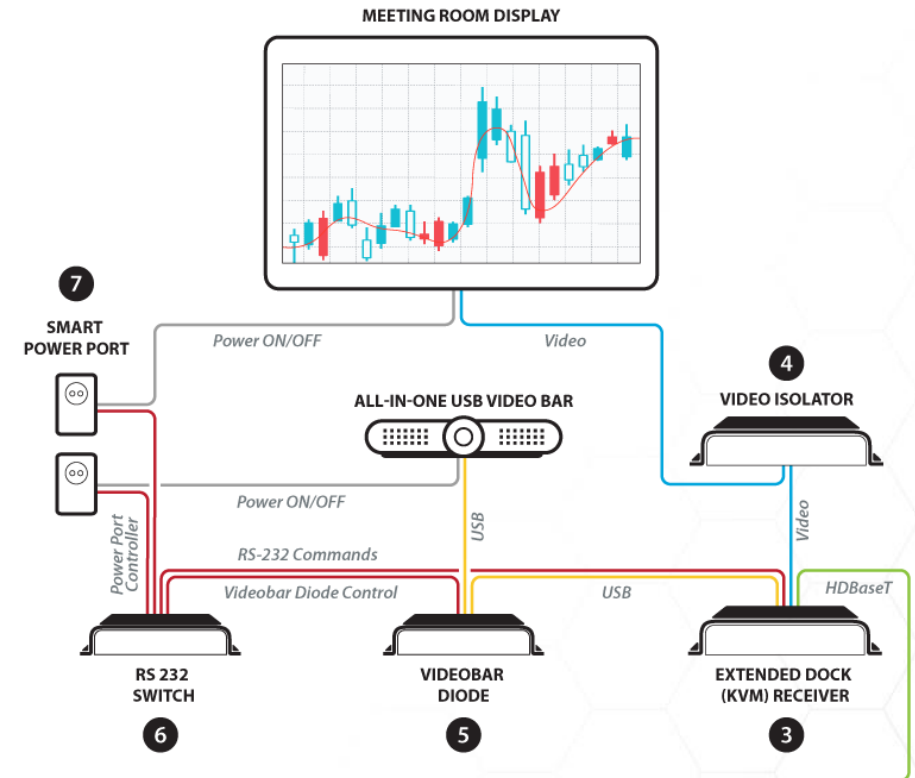 MEETING ROOM DISPLAY
7
SMART
POWER PORT
Power ON/OFF
Video
4
VIDEO ISOLATOR
ALL-IN-ONE USB VIDEO BAR
Power ON/OFF
Power Port
Controller
USB
Video
RS-232 Commands
Videobar Diode Control
USB
HDBaseT
RS 232
SWITCH
6
VIDEOBAR
DIODE
5
EXTENDED DOCK
(KVM) RECEIVER
3